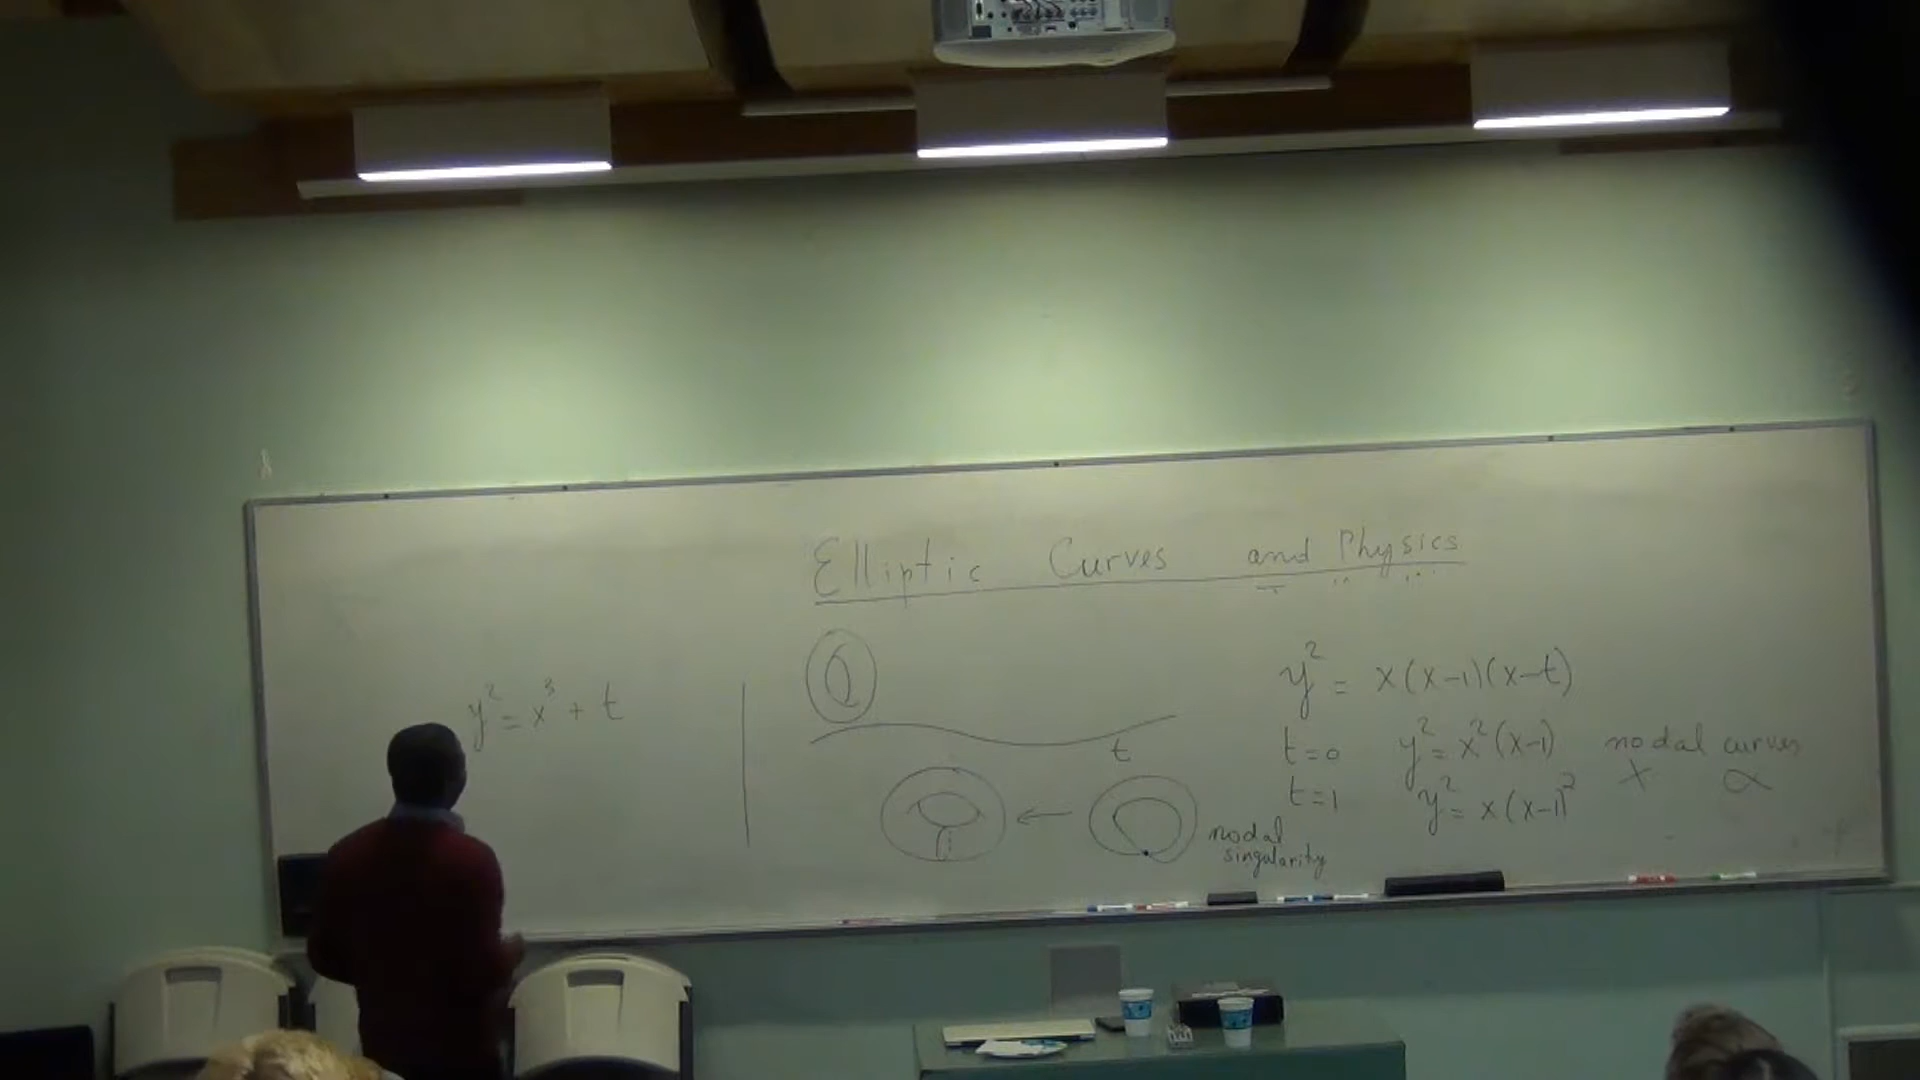 Elliptic Curves and Physics
y² = x³ + t
t
nodal
singularity
y² = x(x-1)(x-t)
t=0 y²= x²(x-1) nodal curves
t=1 y²= x(x-1)²